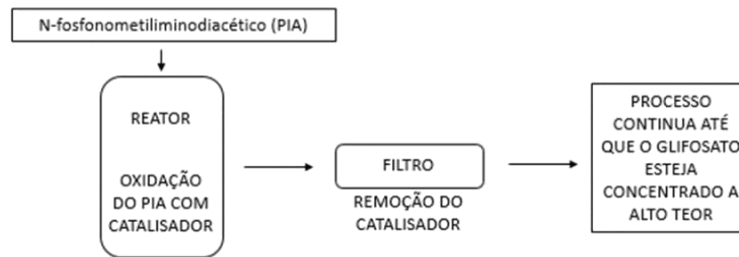 N-fosfonometiliminodiacético (PIA)
REATOR
OXIDAÇÃO
DO PIA COM
CATALISADOR
FILTRO
REMOÇÃO DO
CATALISADOR
PROCESSO
CONTINUA ATÉ
QUE O GLIFOSATO
ESTEJA
CONCENTRADO A
ALTO TEOR